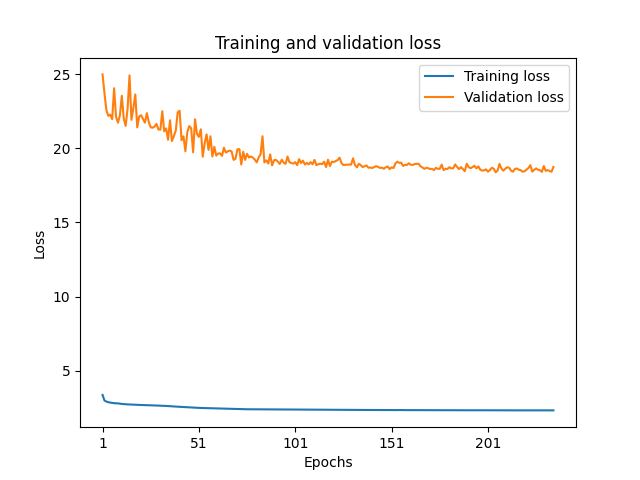 Training and validation loss
Training loss
Validation loss
25
20
15
10
5
Loss
1
51
101
151
201
Epochs